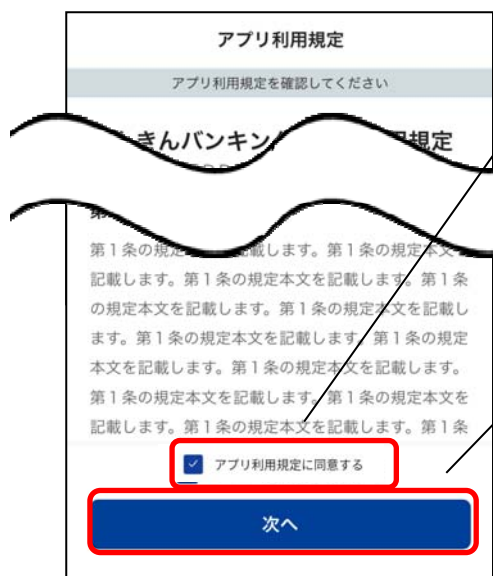 アプリ利用規定
アプリ利用規定を確認してください
きんバンキン 規定
第1条の規定 載します。第1条の規定本文
記載します。第1条の規定本文を記載します。第1条
の規定本文を記載します。第1条の規定本文を記載し
ます。第1条の規定本文を記載します。第1条の規定
本文を記載します。第1条の規定本文を記載します。
第1条の規定本文を記載します。第1条の規定本文を
記載します。第1条の規定本文を記載します。第1条
アプリ利用規定に同意する
次へ